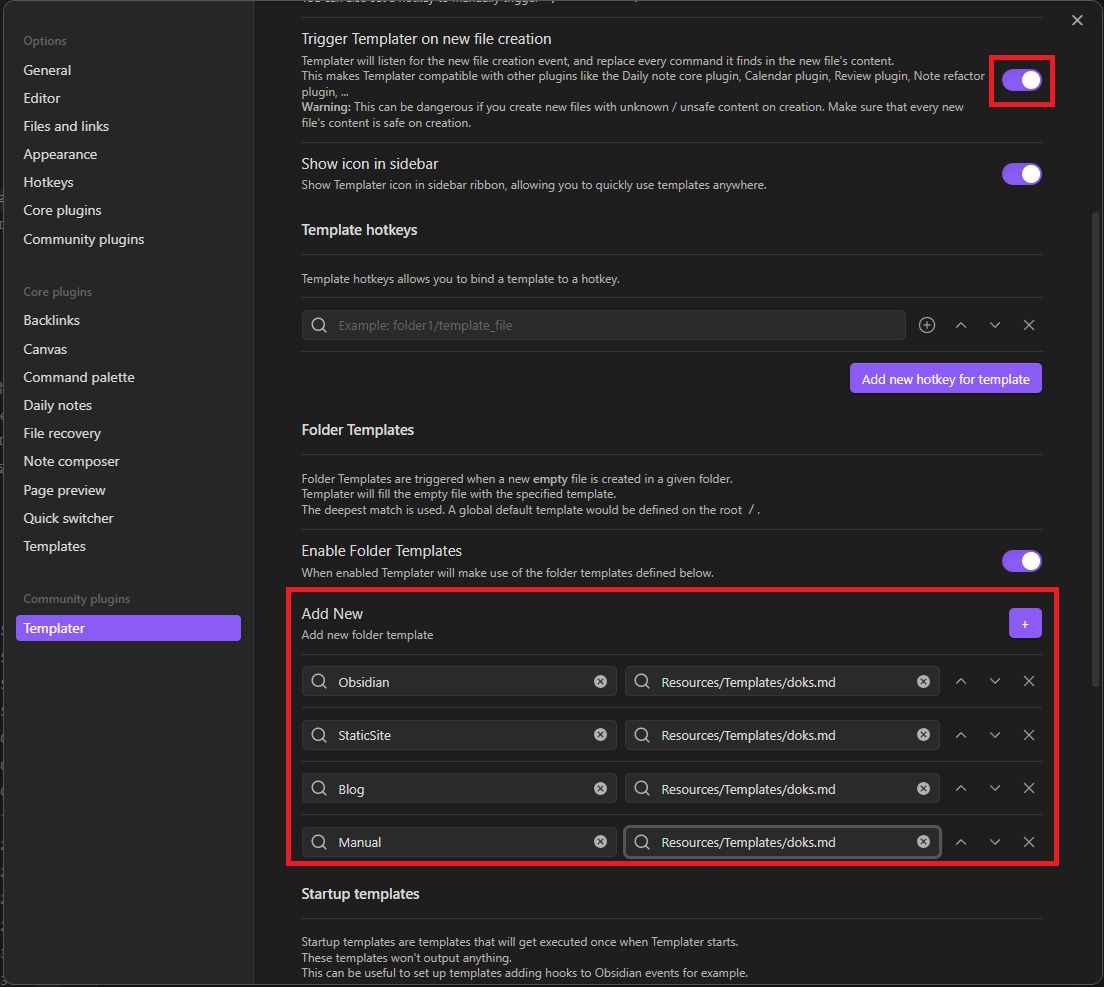 Options
General
Editor
Files and links
Appearance
Hotkeys
Core plugins
Community plugins
Core plugins
Backlinks
Canvas
Command palette
Daily notes
File recovery
Note composer
Page preview
Quick switcher
Templates
Community plugins
Templater
Trigger Templater on new file creation
Templater will listen for the new file creation event, and replace every command it finds in the new file's content.
This makes Templater compatible with other plugins like the Daily note core plugin, Calendar plugin, Review plugin, Note refactor
plugin, ...
Warning: This can be dangerous if you create new files with unknown / unsafe content on creation. Make sure that every new
file's content is safe on creation.
Show icon in sidebar
Show Templater icon in sidebar ribbon, allowing you to quickly use templates anywhere.
Template hotkeys
Template hotkeys allows you to bind a template to a hotkey.
Example: folder1/template_file
Add new hotkey for template
Folder Templates
Folder Templates are triggered when a new empty file is created in a given folder.
Templater will fill the empty file with the specified template.
The deepest match is used. A global default template would be defined on the root / .
Enable Folder Templates
When enabled Templater will make use of the folder templates defined below.
Add New
Add new folder template
+
Obsidian Resources/Templates/doks.md
StaticSite Resources/Templates/doks.md
Blog Resources/Templates/doks.md
Manual Resources/Templates/doks.md
Startup templates
Startup templates are templates that will get executed once when Templater starts.
These templates won't output anything.
This can be useful to set up templates adding hooks to Obsidian events for example.